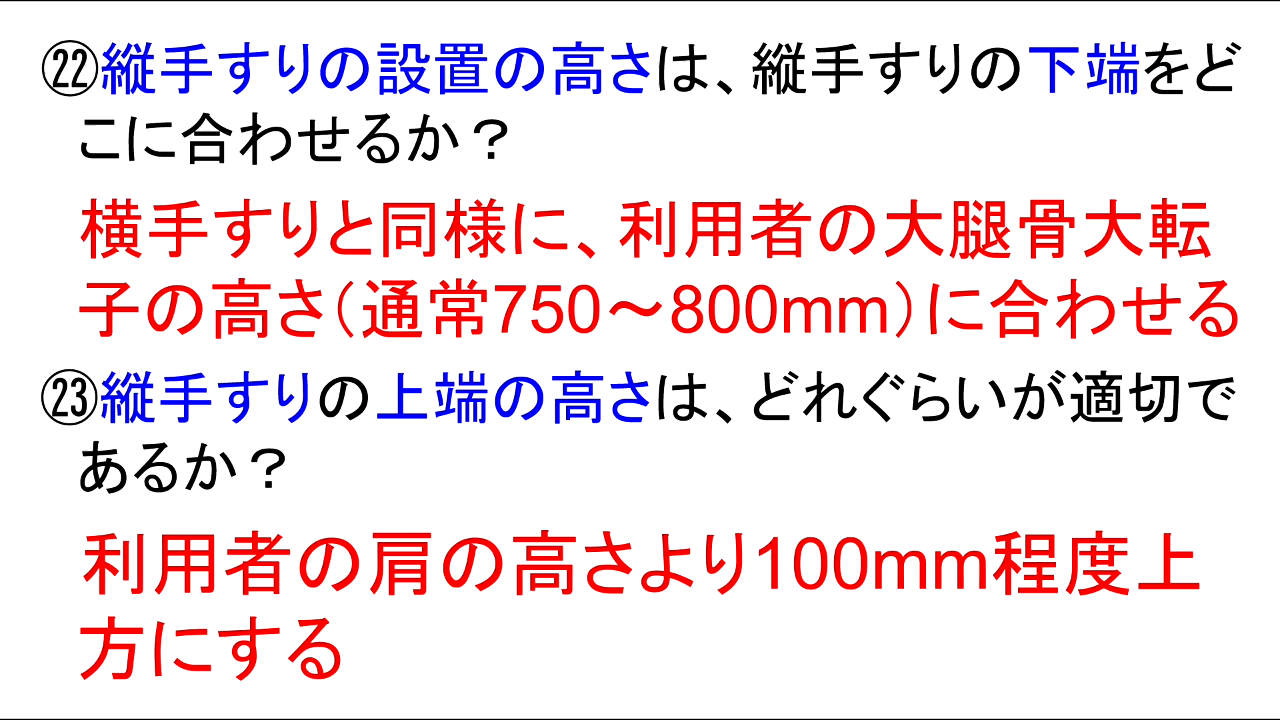 ㉒縦手すりの設置の高さは、縦手すりの下端をど
こに合わせるか？
横手すりと同様に、利用者の大腿骨大転
子の高さ（通常750～800mm）に合わせる
㉓縦手すりの上端の高さは、どれぐらいが適切で
あるか？
利用者の肩の高さより100mm程度上
方にする